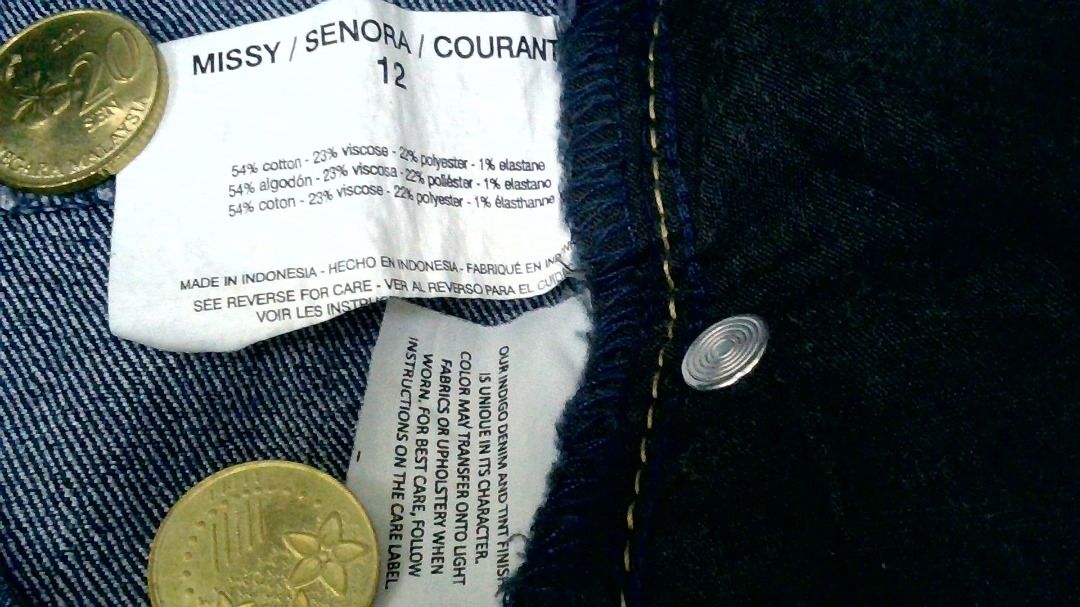 20
SEN
MALAYSIA
MISSY / SENORA / COURANT
12
54% cotton - 23% viscose - 22% polyester - 1% elastane
54% algodón - 23% viscosa - 22% poliéster - 1% elastano
54% coton - 23% viscose - 22% polyester - 1% élasthanne
MADE IN INDONESIA - HECHO EN INDONESIA - FABRIQUÉ EN
SEE REVERSE FOR CARE - VER AL REVERSO PARA EL
VOIR LES
OUR INDIGO DENIM AND TINT FINISH
IS UNIQUE IN ITS CHARACTER.
COLOR MAY TRANSFER ONTO LIGHT
FABRICS OR UPHOLSTERY WHEN
WORN. FOR BEST CARE, FOLLOW
INSTRUCTIONS ON THE CARE LABEL.